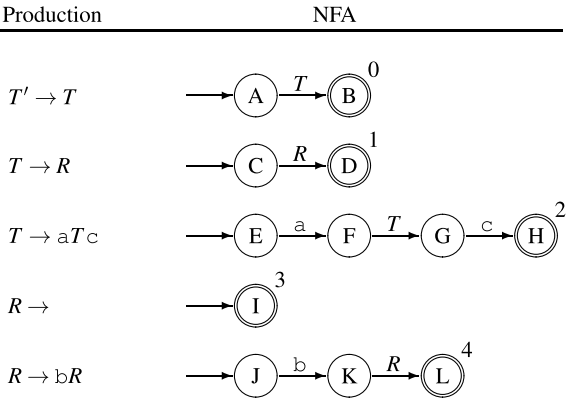 Production NFA
T′ → T A T B 0
T → R C R D 1
T → aTc E a F T G c H 2
R → I 3
R → bR J b K R L 4